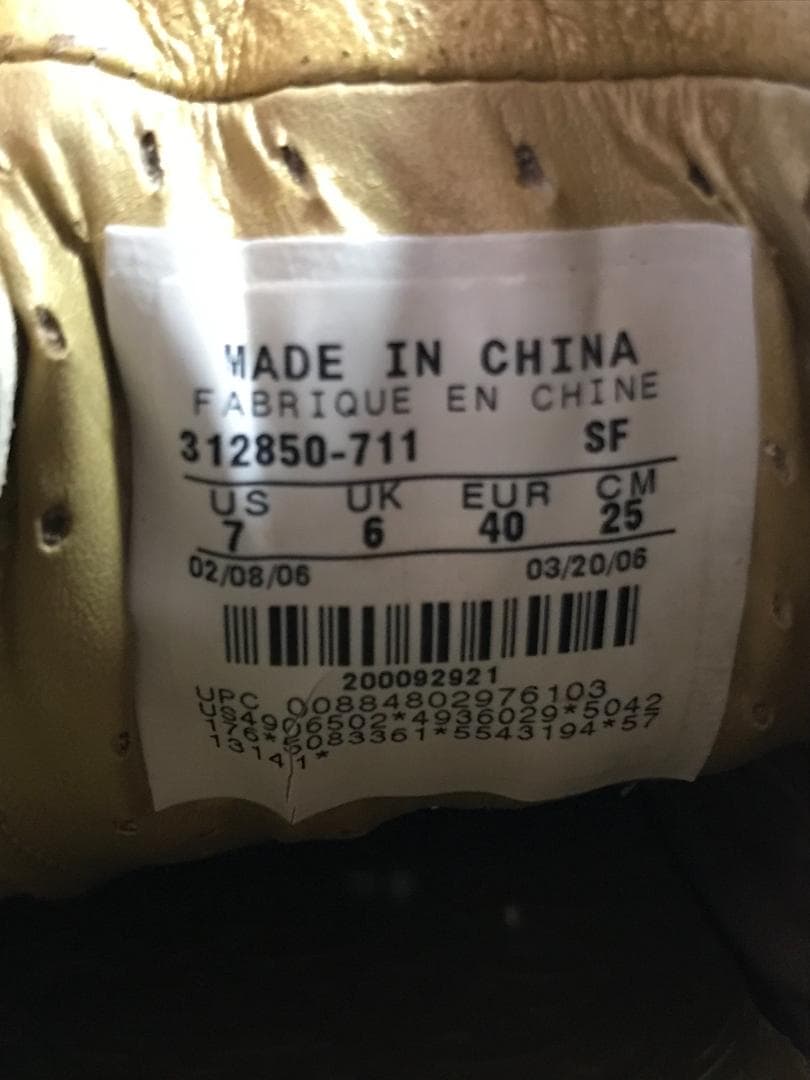 MADE IN CHINA
FABRIQUE EN CHINE
312850-711 SF
US UK EUR CM
7 6 40 25
02/08/06 03/20/06
200092921
UPC 00884802976103
US4906502*4936029*5042
76*5083361*5543194*57
13141*